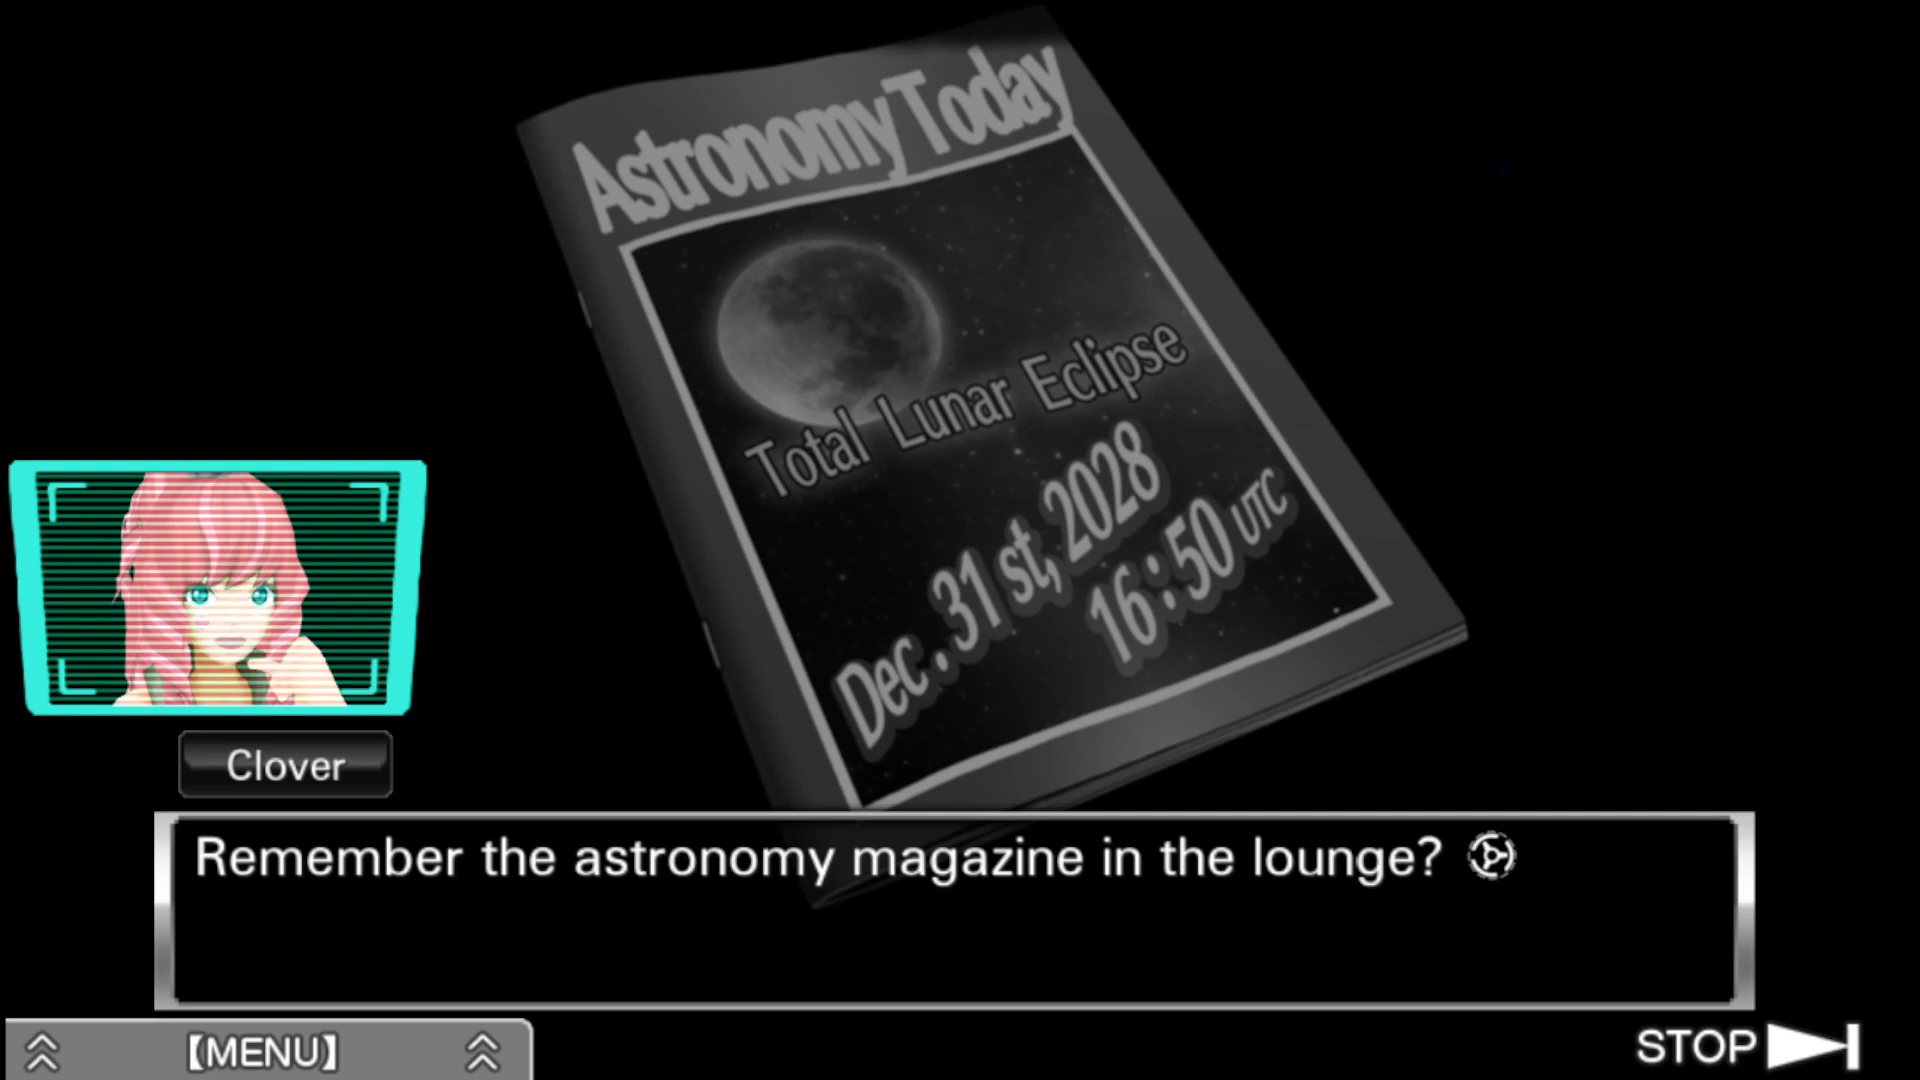 Astronomy Today
Total Lunar Eclipse
Dec. 31 st, 2028
16:50 UTC
Clover
Remember the astronomy magazine in the lounge?
【MENU】
STOP